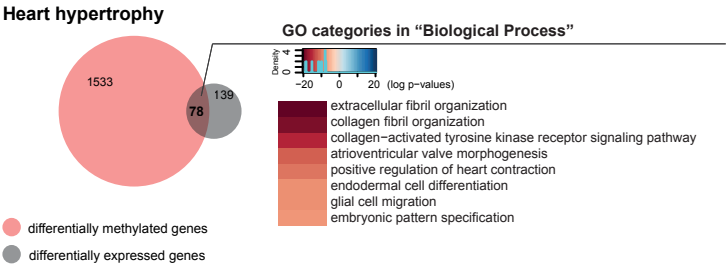 Heart hypertrophy
GO categories in “Biological Process”
1533
139
78
Density
0 4
−20 0 20 (log p−values)
extracellular fibril organization
collagen fibril organization
collagen−activated tyrosine kinase receptor signaling pathway
atrioventricular valve morphogenesis
positive regulation of heart contraction
endodermal cell differentiation
glial cell migration
embryonic pattern specification
differentially methylated genes
differentially expressed genes